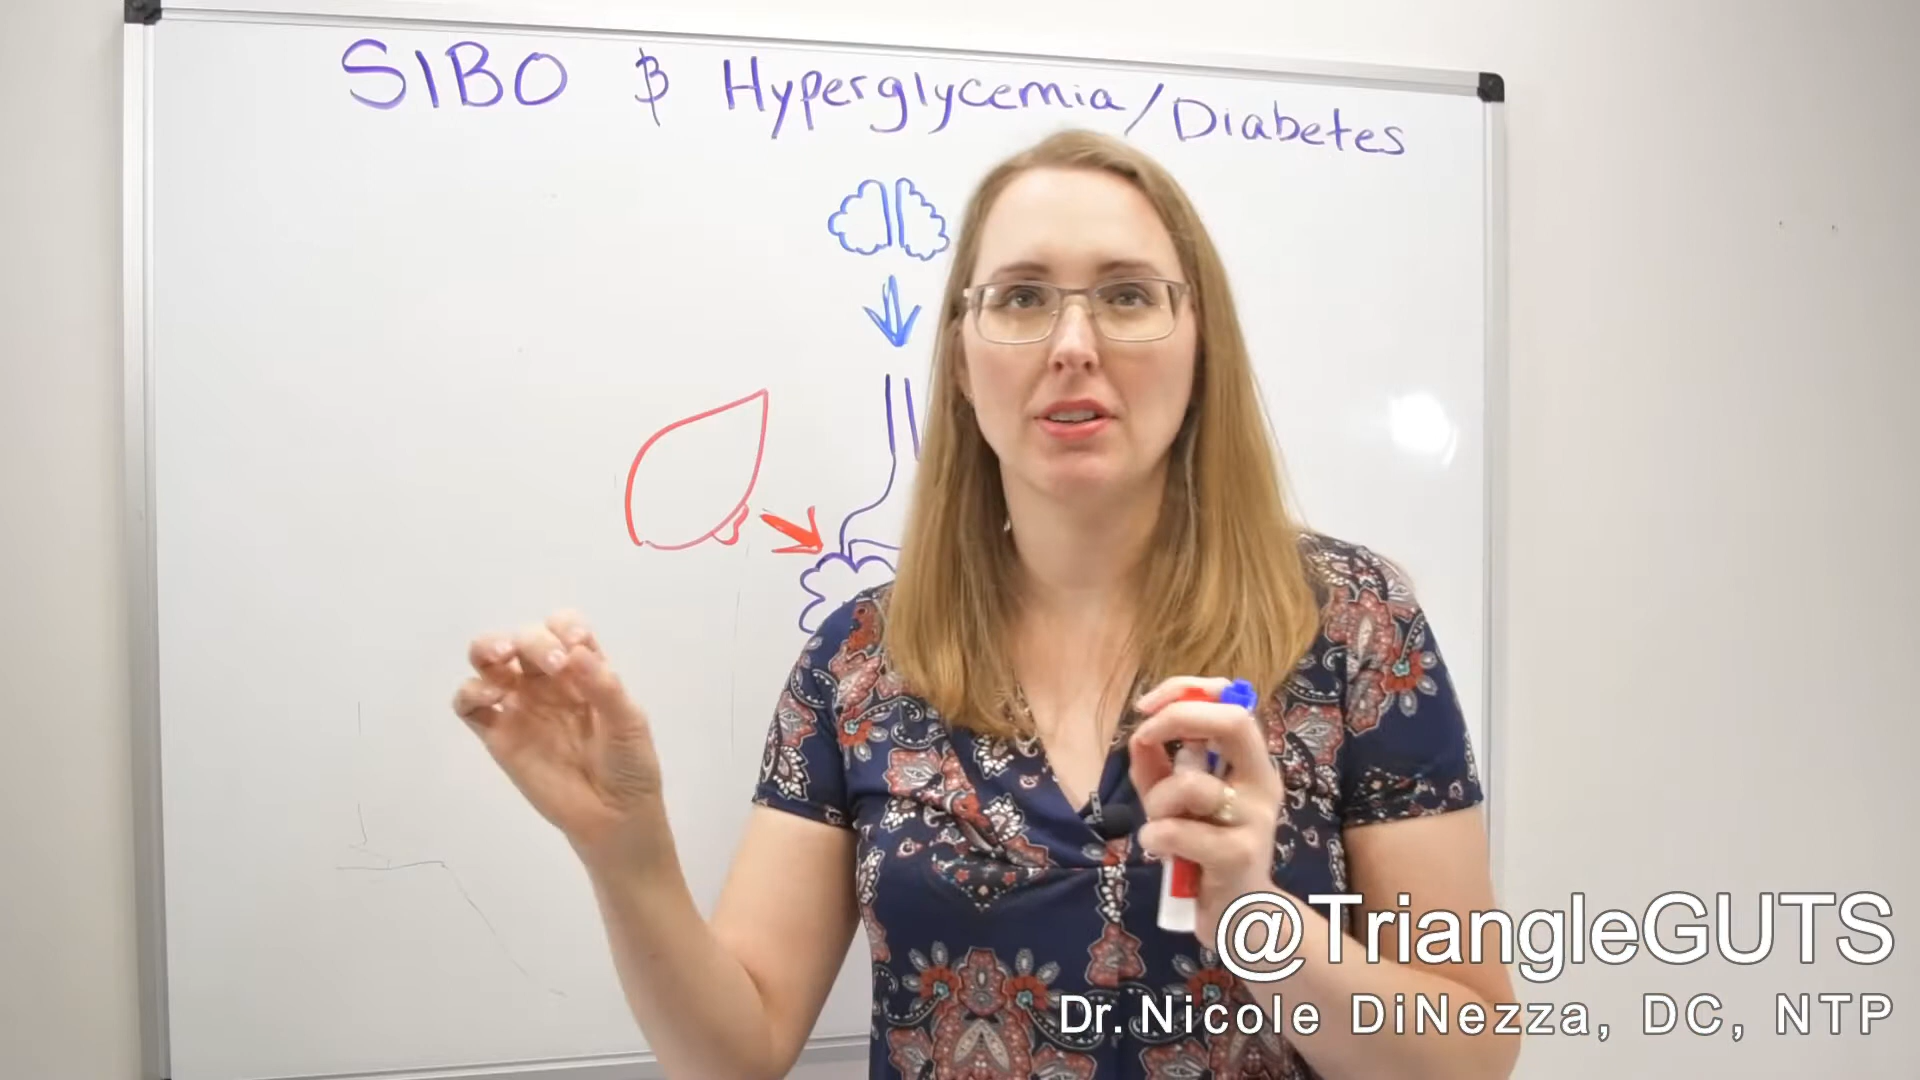 SIBO & Hyperglycemia/Diabetes
@TriangleGUTS
Dr. Nicole DiNezza, DC, NTP